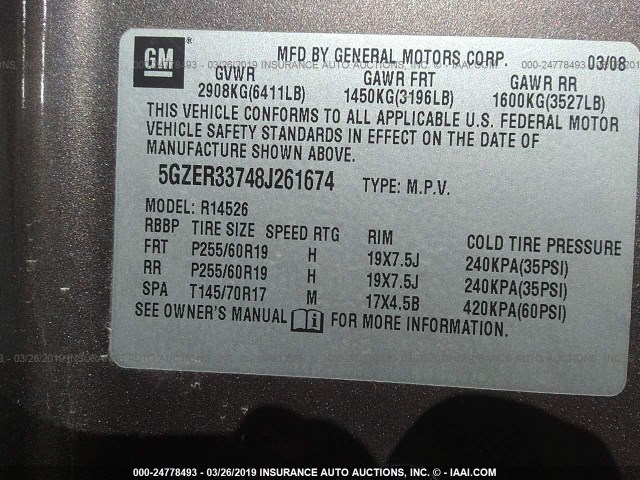 GM
MFD BY GENERAL MOTORS CORP. 03/08
GVWR GAWR FRT GAWR RR
2908KG(6411LB) 1450KG(3196LB) 1600KG(3527LB)
THIS VEHICLE CONFORMS TO ALL APPLICABLE U.S. FEDERAL MOTOR
VEHICLE SAFETY STANDARDS IN EFFECT ON THE DATE OF
MANUFACTURE SHOWN ABOVE.
5GZER33748J261674 TYPE: M.P.V.
MODEL: R14526
RBBP TIRE SIZE SPEED RTG RIM COLD TIRE PRESSURE
FRT P255/60R19 H 19X7.5J 240KPA(35PSI)
RR P255/60R19 H 19X7.5J 240KPA(35PSI)
SPA T145/70R17 M 17X4.5B 420KPA(60PSI)
SEE OWNER'S MANUAL i FOR MORE INFORMATION.
000-24778493 - 03/26/2019 INSURANCE AUTO AUCTIONS, INC. - © - IAAI.COM